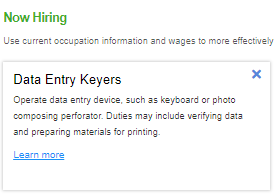 Now Hiring
Use current occupation information and wages to more effectively
Data Entry Keyers
Operate data entry device, such as keyboard or photo
composing perforator. Duties may include verifying data
and preparing materials for printing.
Learn more